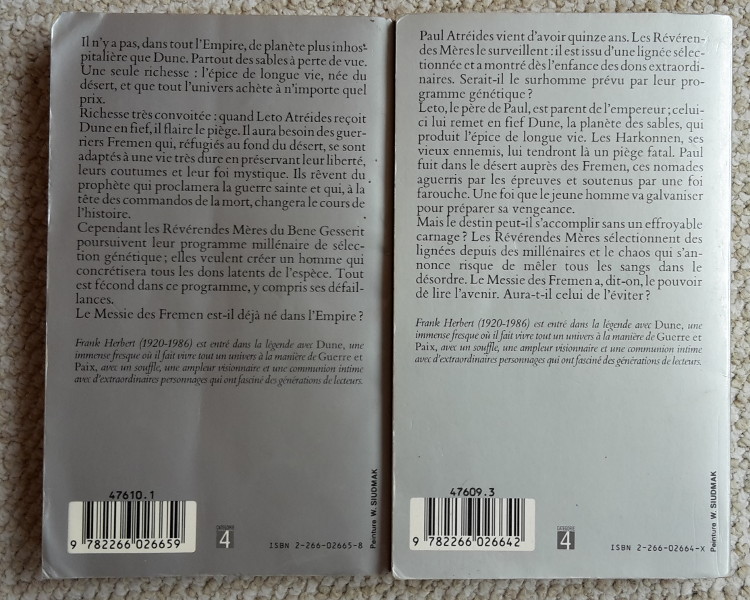 Il n'y a pas, dans tout l'Empire, de planète plus inhos-
pitalière que Dune. Partout des sables à perte de vue.
Une seule richesse : l'épice de longue vie, née du
désert, et que tout l'univers achète à n'importe quel
prix.
Richesse très convoitée : quand Leto Atréides reçoit
Dune en fief, il flaire le piège. Il aura besoin des guer-
riers Fremen qui, réfugiés au fond du désert, se sont
adaptés à une vie très dure en préservant leur liberté,
leurs coutumes et leur foi mystique. Ils rêvent du
prophète qui proclamera la guerre sainte et qui, à la
tête des commandos de la mort, changera le cours de
l'histoire.
Cependant les Révérendes Mères du Bene Gesserit
poursuivent leur programme millénaire de sélec-
tion génétique ; elles veulent créer un homme qui
concrétisera tous les dons latents de l'espèce. Tout
est fécond dans ce programme, y compris ses défail-
lances.
Le Messie des Fremen est-il déjà né dans l'Empire ?
Frank Herbert (1920-1986) est entré dans la légende avec Dune, une
immense fresque où il fait vivre tout un univers à la manière de Guerre et
Paix, avec un souffle, une ampleur visionnaire et une communion intime
avec d'extraordinaires personnages qui ont fasciné des générations de lecteurs.
47610.1
9 782266 026659
CATÉGORIE
4
ISBN 2-266-02665-8
Peinture W. SIUDMAK
Paul Atréides vient d'avoir quinze ans. Les Révéren-
des Mères le surveillent : il est issu d'une lignée sélec-
tionnée et a montré dès l'enfance des dons extraordi-
naires. Serait-il le surhomme prévu par leur pro-
gramme génétique ?
Leto, le père de Paul, est parent de l'empereur ; celui-
ci lui remet en fief Dune, la planète des sables, qui
produit l'épice de longue vie. Les Harkonnen, ses
vieux ennemis, lui tendront là un piège fatal. Paul
fuit dans le désert auprès des Fremen, ces nomades
aguerris par les épreuves et soutenus par une foi
farouche. Une foi que le jeune homme va galvaniser
pour préparer sa vengeance.
Mais le destin peut-il s'accomplir sans un effroyable
carnage ? Les Révérendes Mères sélectionnent des
lignées depuis des millénaires et le chaos qui s'an-
nonce risque de mêler tous les sangs dans le
désordre. Le Messie des Fremen a, dit-on, le pouvoir
de lire l'avenir. Aura-t-il celui de l'éviter ?
Frank Herbert (1920-1986) est entré dans la légende avec Dune, une
immense fresque où il fait vivre tout un univers à la manière de Guerre et
Paix, avec un souffle, une ampleur visionnaire et une communion intime
avec d'extraordinaires personnages qui ont fasciné des générations de lecteurs.
47609.3
9 782266 026642
CATÉGORIE
4
ISBN 2-266-02664-X
Peinture W. SIUDMAK